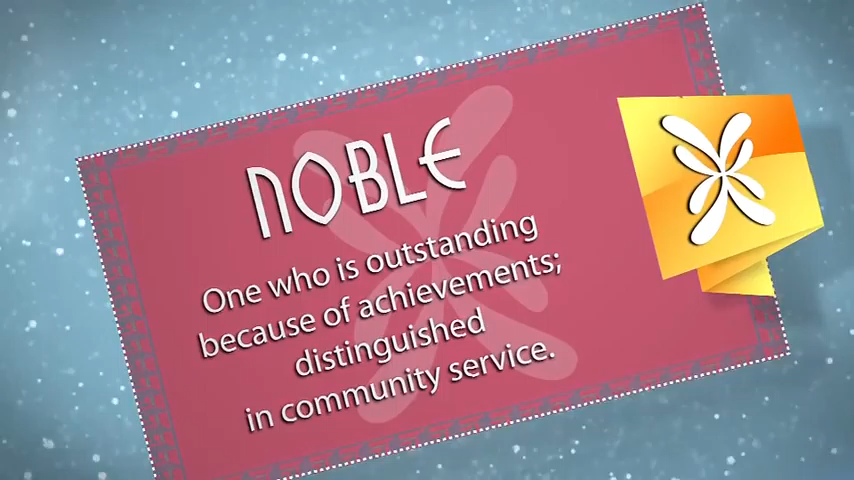 NOBLE
One who is outstanding
because of achievements;
distinguished
in community service.